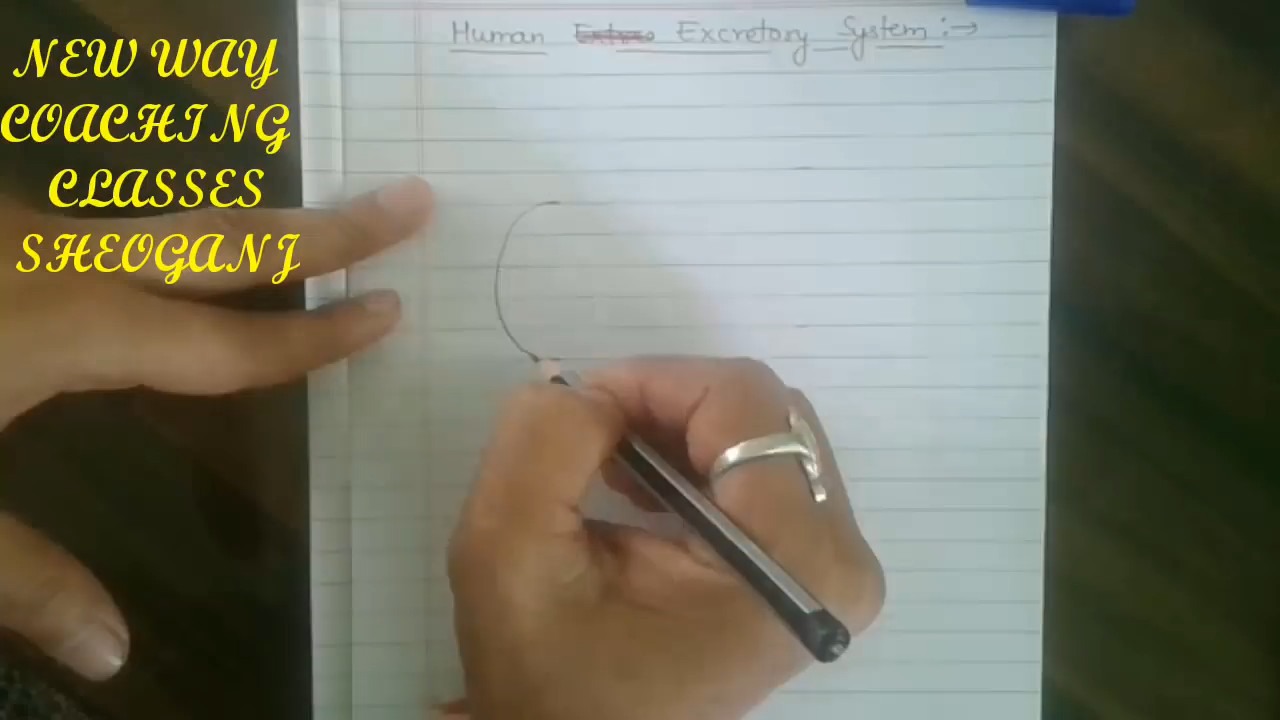 NEW WAY
COACHING
CLASSES
SHEOGANJ
Human Excretory System :→